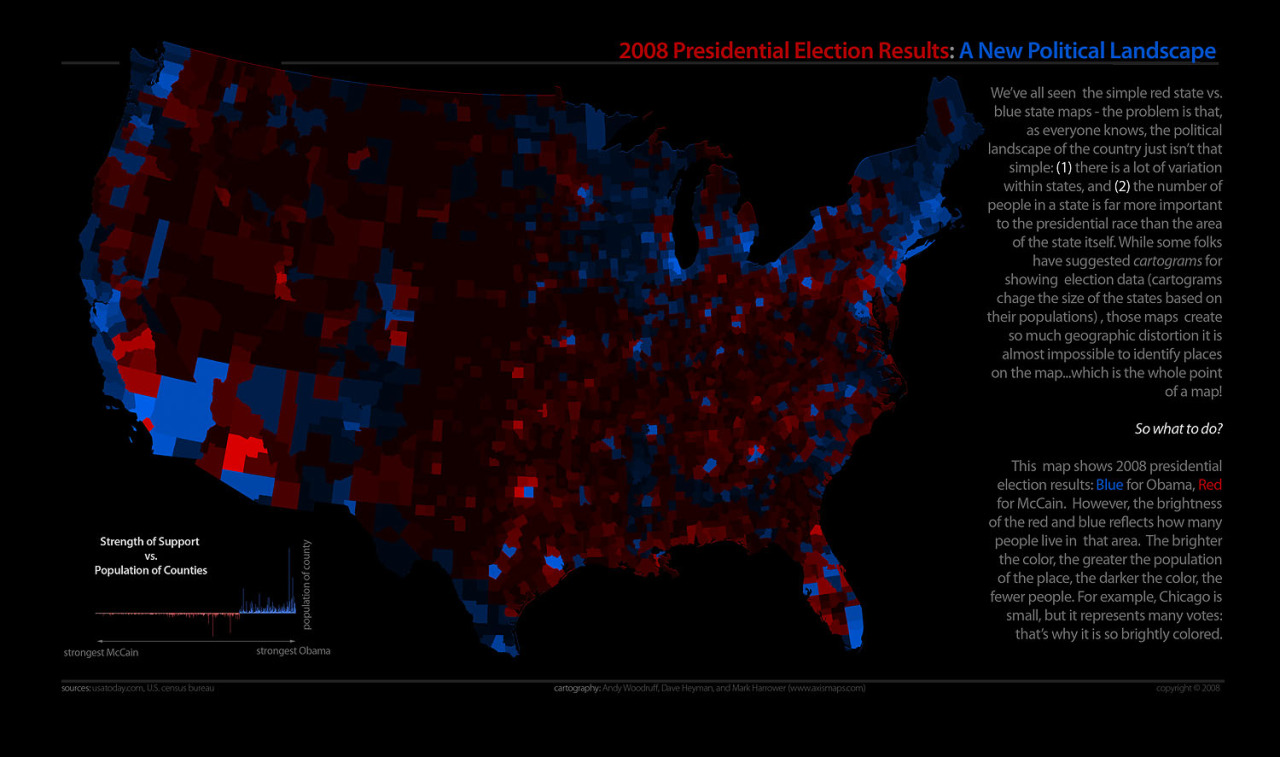 2008 Presidential Election Results: A New Political Landscape
We've all seen the simple red state vs.
blue state maps - the problem is that,
as everyone knows, the political
landscape of the country just isn't that
simple: (1) there is a lot of variation
within states, and (2) the number of
people in a state is far more important
to the presidential race than the area
of the state itself. While some folks
have suggested cartograms for
showing election data (cartograms
chage the size of the states based on
their populations) , those maps create
so much geographic distortion it is
almost impossible to identify places
on the map...which is the whole point
of a map!
So what to do?
This map shows 2008 presidential
election results: Blue for Obama, Red
for McCain. However, the brightness
of the red and blue reflects how many
people live in that area. The brighter
the color, the greater the population
of the place, the darker the color, the
fewer people. For example, Chicago is
small, but it represents many votes:
that's why it is so brightly colored.
Strength of Support
vs.
Population of Counties
population of county
strongest McCain
strongest Obama
sources: usatoday.com, U.S. census bureau
cartography: Andy Woodruff, Dave Heyman, and Mark Harrower (www.axismaps.com)
copyright © 2008